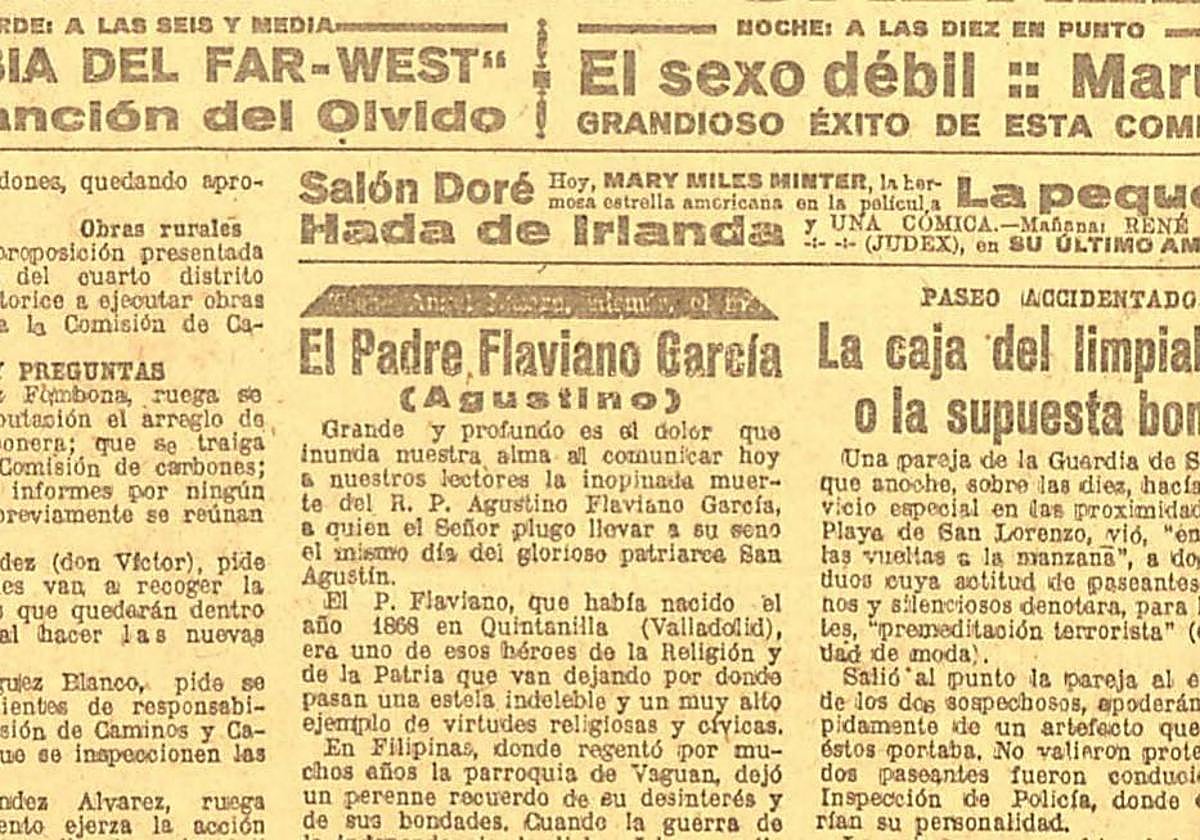 RDE: A LAS SEIS Y MEDIA
SIA DEL FAR-WEST“
anción del Olvido
NOCHE: A LAS DIEZ EN PUNTO
El sexo débil :: Maru
GRANDIOSO ÉXITO DE ESTA COM
dones, quedando apro-
Obras rurales
proposición presentada
del cuarto distrito
torice a ejecutar obras
a la Comisión de Ca-
Y PREGUNTAS
z Fombona, ruega se
putación el arreglo de
onera; que se traiga
Comisión de carbones;
informes por ningún
previamente se reúnan
dez (don Víctor), pide
es van a recoger la
s que quedarán dentro
al hacer las nuevas
guez Blanco, pide se
ientes de responsabi-
sión de Caminos y Ca-
ue se inspeccionen las
ndez Alvarez, ruega
ento ejerza la acción
Salón Doré Hoy, MARY MILES MINTER, la her-
mosa estrella americana en la película La peque
Hada de Irlanda y UNA CÓMICA.—Mañana: RENÉ
-:- -:- (JUDEX), en SU ÚLTIMO AM
El Padre Flaviano García
(Agustino)
Grande y profundo es el dolor que
inunda nuestra alma al comunicar hoy
a nuestros lectores la inopinada muer-
te del R. P. Agustino Flaviano García,
a quien el Señor plugo llevar a su seno
el mismo día del glorioso patriarca San
Agustín.
El P. Flaviano, que había nacido el
año 1868 en Quintanilla (Valladolid),
era uno de esos héroes de la Religión y
de la Patria que van dejando por donde
pasan una estela indeleble y un muy alto
ejemplo de virtudes religiosas y cívicas.
En Filipinas, donde regentó por mu-
chos años la parroquia de Vaguan, dejó
un perenne recuerdo de su desinterés y
de sus bondades. Cuando la guerra de
PASEO ACCIDENTADO
La caja del limpial
o la supuesta bom
Una pareja de la Guardia de S
que anoche, sobre las diez, hacía
vicio especial en las proximidad
Playa de San Lorenzo, vió, "en
las vueltas a la manzana", a do
duos cuya actitud de paseantes
nos y silenciosos denotara, para
tes, "premeditación terrorista" (
dad de moda).
Salió al punto la pareja al e
de los dos sospechosos, apoderán
pidamente de un artefacto que
éstos portaba. No valieron prote
dos paseantes fueron conduci
Inspección de Policía, donde
rían su personalidad.